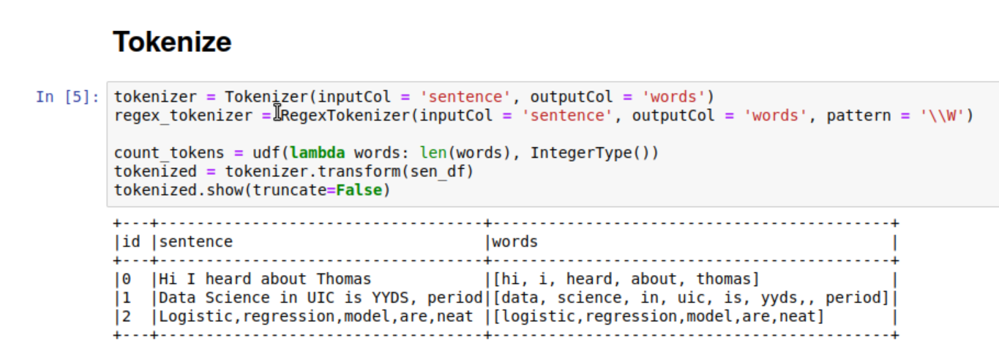 Tokenize
In [5]:
tokenizer = Tokenizer(inputCol = 'sentence', outputCol = 'words')
regex_tokenizer = RegexTokenizer(inputCol = 'sentence', outputCol = 'words', pattern = '\\W')
count_tokens = udf(lambda words: len(words), IntegerType())
tokenized = tokenizer.transform(sen_df)
tokenized.show(truncate=False)
+---+-----------------------------------+-------------------------------------------+
|id |sentence                           |words                                      |
+---+-----------------------------------+-------------------------------------------+
|0  |Hi I heard about Thomas            |[hi, i, heard, about, thomas]              |
|1  |Data Science in UIC is YYDS, period|[data, science, in, uic, is, yyds,, period]|
|2  |Logistic,regression,model,are,neat |[logistic,regression,model,are,neat]       |
+---+-----------------------------------+-------------------------------------------+